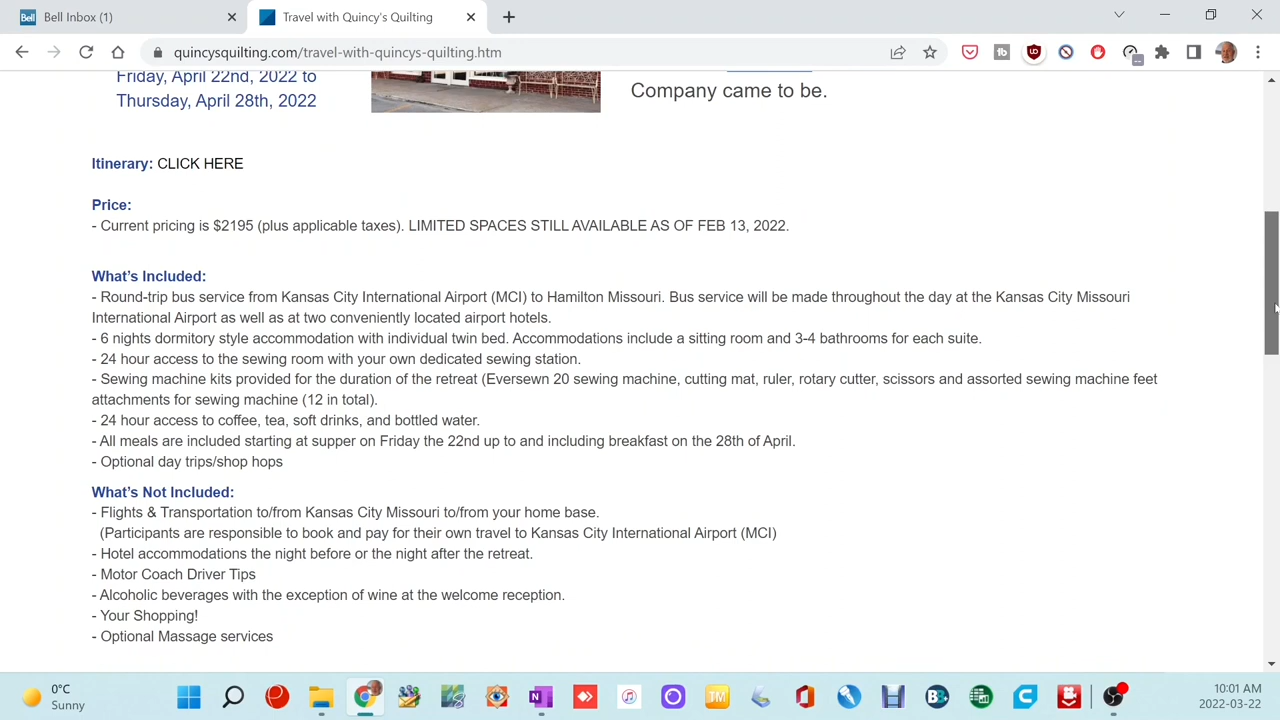 Bell
Bell Inbox (1)
Travel with Quincy's Quilting
quincysquilting.com/travel-with-quincys-quilting.htm
Friday, April 22nd, 2022 to
Thursday, April 28th, 2022
Company came to be.
Itinerary: CLICK HERE
Price:
- Current pricing is $2195 (plus applicable taxes). LIMITED SPACES STILL AVAILABLE AS OF FEB 13, 2022.
What's Included:
- Round-trip bus service from Kansas City International Airport (MCI) to Hamilton Missouri. Bus service will be made throughout the day at the Kansas City Missouri
International Airport as well as at two conveniently located airport hotels.
- 6 nights dormitory style accommodation with individual twin bed. Accommodations include a sitting room and 3-4 bathrooms for each suite.
- 24 hour access to the sewing room with your own dedicated sewing station.
- Sewing machine kits provided for the duration of the retreat (Eversewn 20 sewing machine, cutting mat, ruler, rotary cutter, scissors and assorted sewing machine feet
attachments for sewing machine (12 in total).
- 24 hour access to coffee, tea, soft drinks, and bottled water.
- All meals are included starting at supper on Friday the 22nd up to and including breakfast on the 28th of April.
- Optional day trips/shop hops
What's Not Included:
- Flights & Transportation to/from Kansas City Missouri to/from your home base.
(Participants are responsible to book and pay for their own travel to Kansas City International Airport (MCI)
- Hotel accommodations the night before or the night after the retreat.
- Motor Coach Driver Tips
- Alcoholic beverages with the exception of wine at the welcome reception.
- Your Shopping!
- Optional Massage services
0°C
Sunny
TM
10:01 AM
2022-03-22